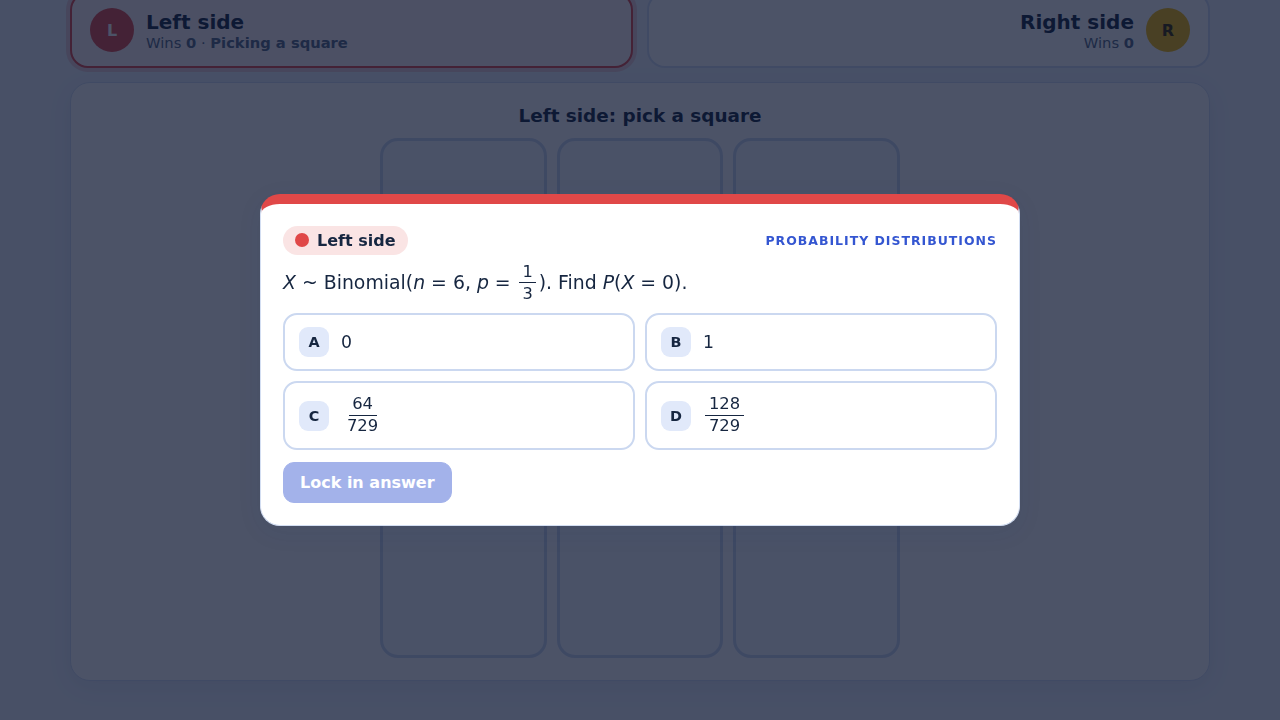 L
Left side
Wins 0 · Picking a square
Right side
Wins 0
R
Left side: pick a square
Left side
PROBABILITY DISTRIBUTIONS
X ~ Binomial(n = 6, p = 1/3). Find P(X = 0).
A 0
B 1
C 64/729
D 128/729
Lock in answer